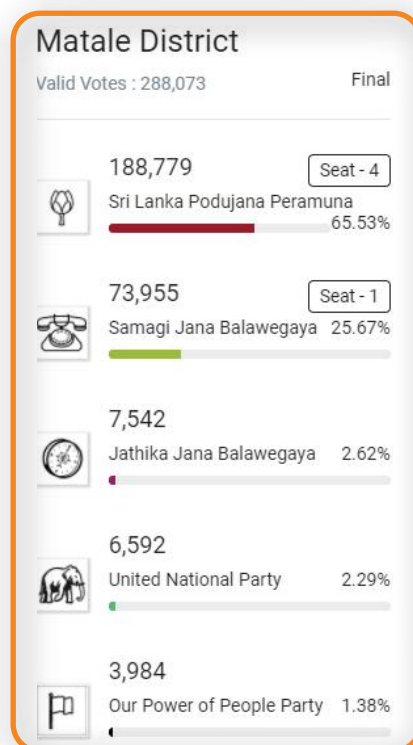 Matale District
Valid Votes : 288,073 Final
188,779 Seat - 4
Sri Lanka Podujana Peramuna
65.53%
73,955 Seat - 1
Samagi Jana Balawegaya 25.67%
7,542
Jathika Jana Balawegaya 2.62%
6,592
United National Party 2.29%
3,984
Our Power of People Party 1.38%